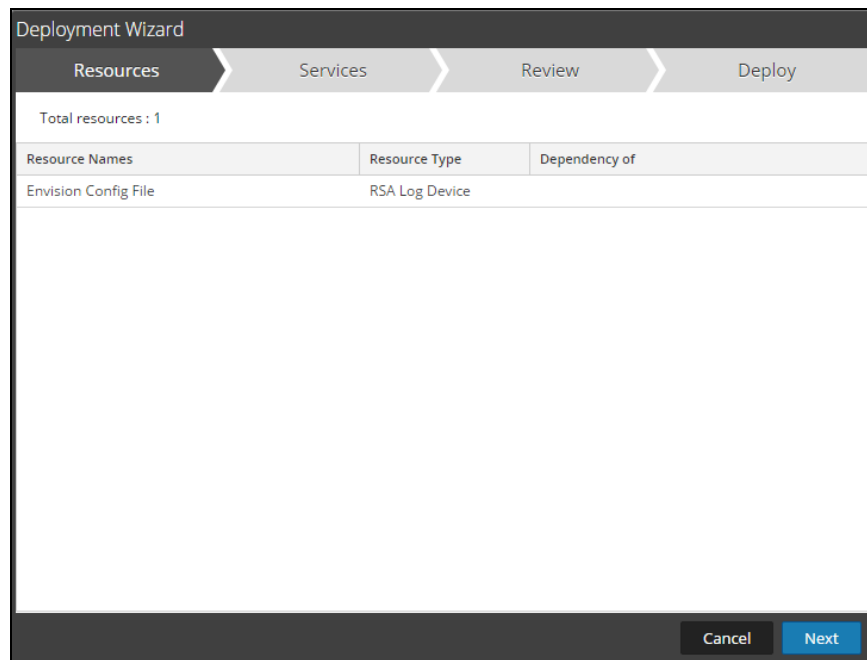 Deployment Wizard
Resources Services Review Deploy
Total resources : 1
Resource Names Resource Type Dependency of
Envision Config File RSA Log Device
Cancel Next